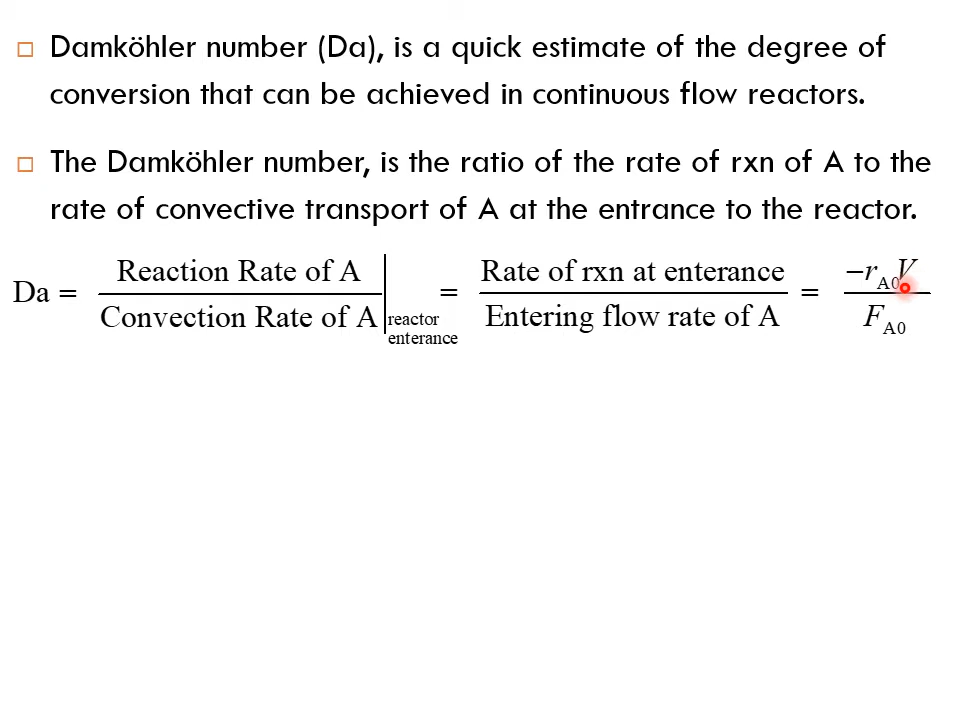 Damköhler number (Da), is a quick estimate of the degree of
conversion that can be achieved in continuous flow reactors.
The Damköhler number, is the ratio of the rate of rxn of A to the
rate of convective transport of A at the entrance to the reactor.
Da = Reaction Rate of A / Convection Rate of A | reactor enterance = Rate of rxn at enterance / Entering flow rate of A = −r_A0 V / F_A0